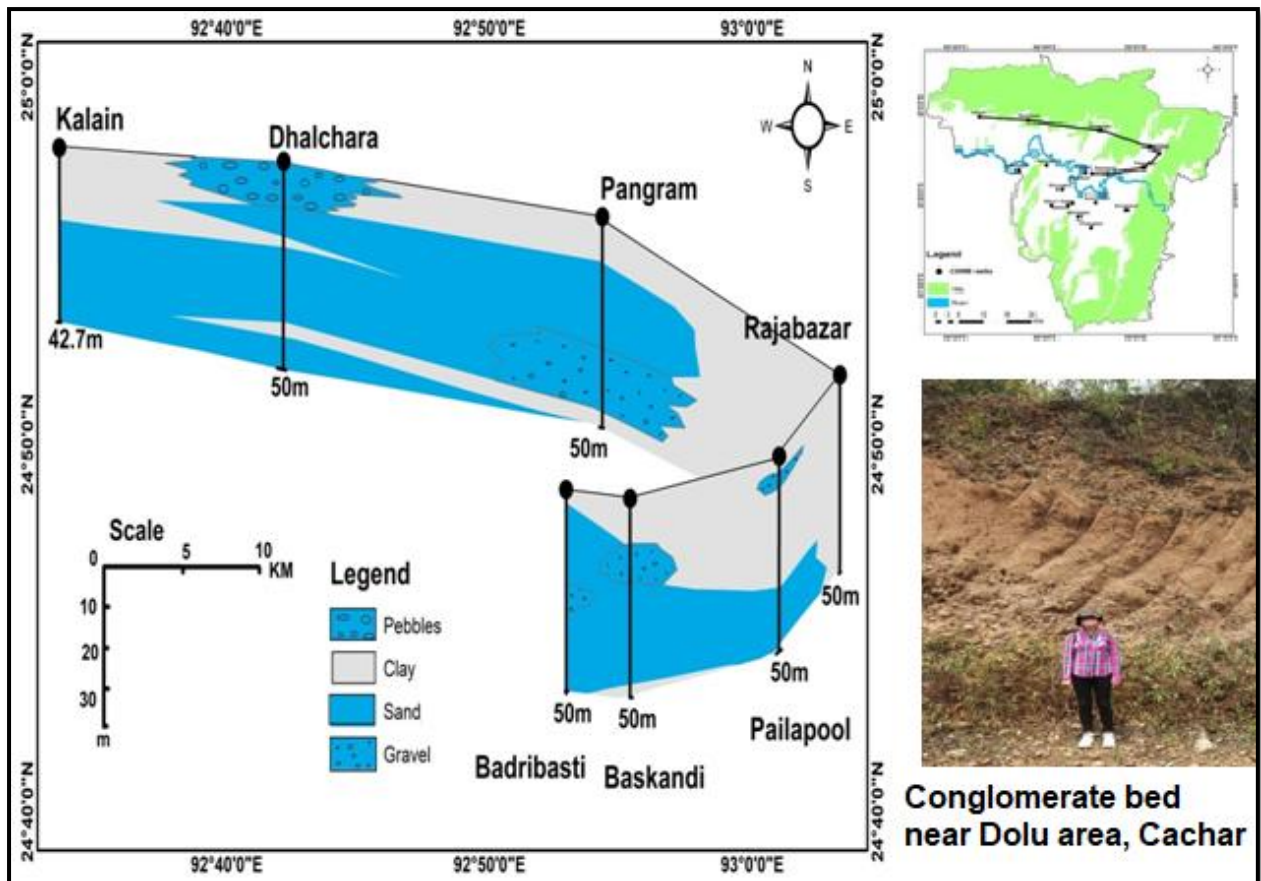 92°40'0"E
92°50'0"E
93°0'0"E
25°0'0"N
25°0'0"N
N
W
E
S
Kalain
Dhalchara
Pangram
Rajabazar
42.7m
50m
50m
50m
24°50'0"N
24°50'0"N
Scale
0
5
10
KM
10
20
30
m
Legend
Pebbles
Clay
Sand
Gravel
50m
50m
50m
Badribasti
Baskandi
Pailapool
24°40'0"N
24°40'0"N
92°40'0"E
92°50'0"E
93°0'0"E
Legend
Conglomerate bed
near Dolu area, Cachar